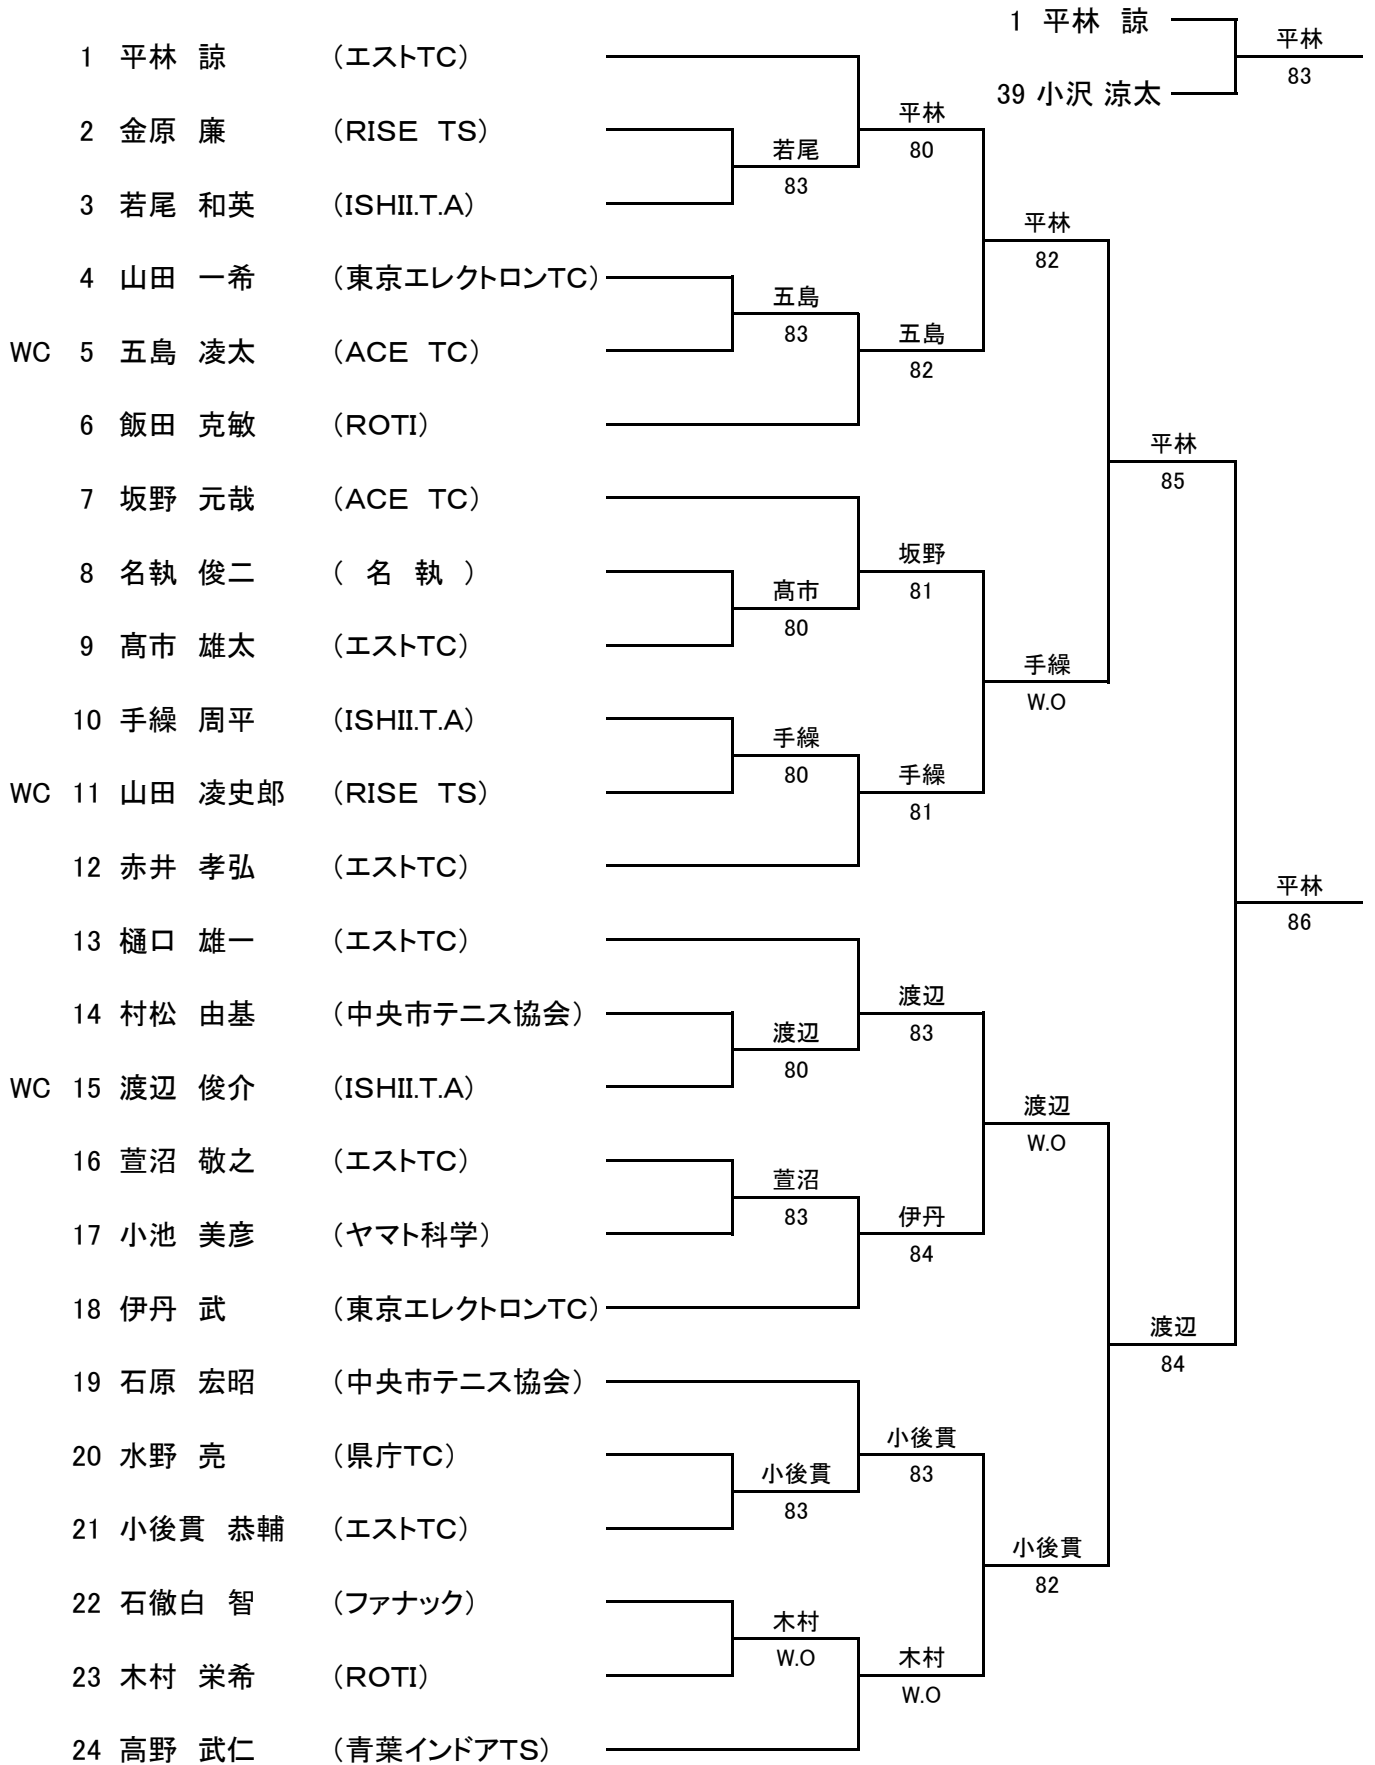 1 平林 諒
平林
83
39 小沢 涼太
1 平林 諒 (エストTC)
平林
80
2 金原 廉 (RISE TS)
若尾
83
3 若尾 和英 (ISHII.T.A)
平林
82
4 山田 一希 (東京エレクトロンTC)
五島
83
WC 5 五島 凌太 (ACE TC)
五島
82
6 飯田 克敏 (ROTI)
平林
85
7 坂野 元哉 (ACE TC)
坂野
81
8 名執 俊二 ( 名 執 )
髙市
80
9 髙市 雄太 (エストTC)
手繰
W.O
10 手繰 周平 (ISHII.T.A)
手繰
80
WC 11 山田 凌史郎 (RISE TS)
手繰
81
12 赤井 孝弘 (エストTC)
平林
86
13 樋口 雄一 (エストTC)
渡辺
83
14 村松 由基 (中央市テニス協会)
渡辺
80
WC 15 渡辺 俊介 (ISHII.T.A)
渡辺
W.O
16 萱沼 敬之 (エストTC)
萱沼
83
17 小池 美彦 (ヤマト科学)
伊丹
84
18 伊丹 武 (東京エレクトロンTC)
渡辺
84
19 石原 宏昭 (中央市テニス協会)
小後貫
83
20 水野 亮 (県庁TC)
小後貫
83
21 小後貫 恭輔 (エストTC)
小後貫
82
22 石徹白 智 (ファナック)
木村
W.O
23 木村 栄希 (ROTI)
木村
W.O
24 高野 武仁 (青葉インドアTS)